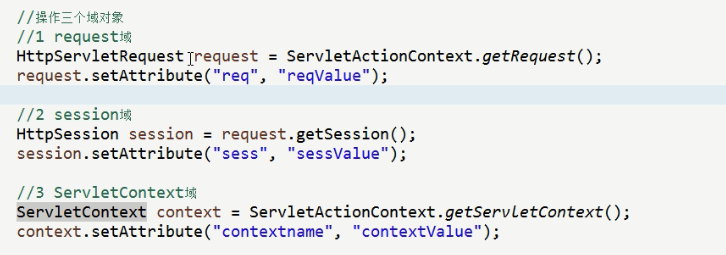 //操作三个域对象
//1 request域
HttpServletRequest request = ServletActionContext.getRequest();
request.setAttribute("req", "reqValue");
//2 session域
HttpSession session = request.getSession();
session.setAttribute("sess", "sessValue");
//3 ServletContext域
ServletContext context = ServletActionContext.getServletContext();
context.setAttribute("contextname", "contextValue");